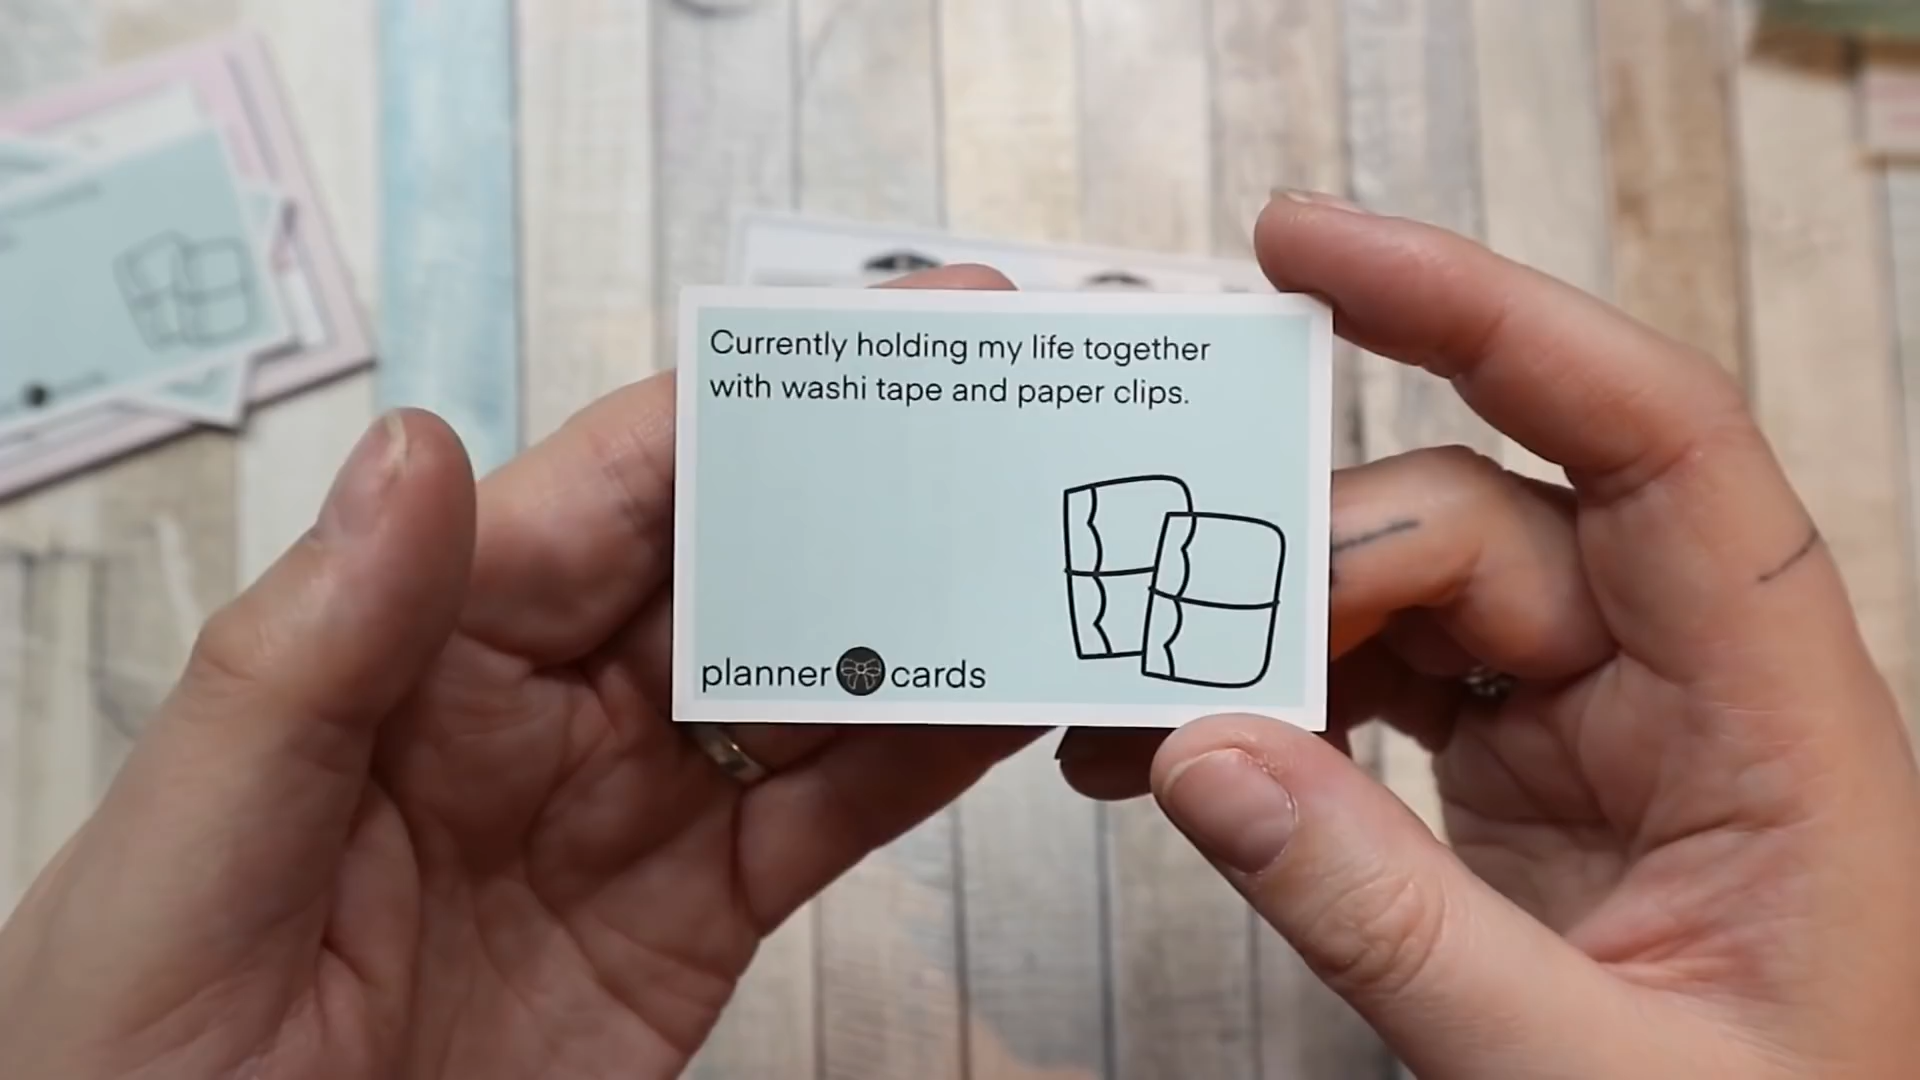 Currently holding my life together
with washi tape and paper clips.
planner cards